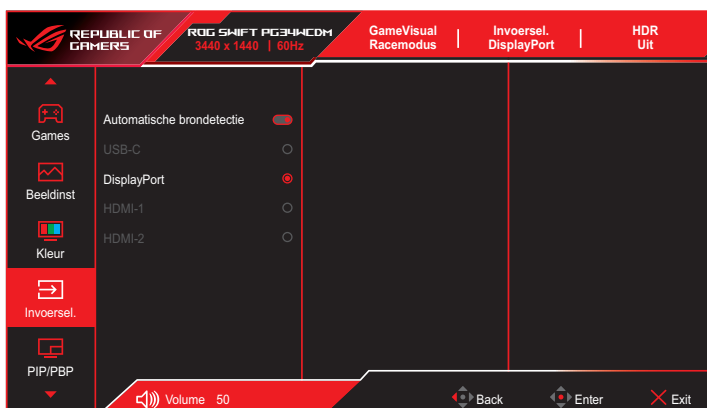 REPUBLIC OF
GAMERS
ROG SWIFT PG34WCDM
3440 x 1440 | 60Hz
GameVisual
Racemodus
Invoersel.
DisplayPort
HDR
Uit
Games
Beeldinst
Kleur
Invoersel.
PIP/PBP
Automatische brondetectie
USB-C
DisplayPort
HDMI-1
HDMI-2
Volume 50
Back
Enter
Exit